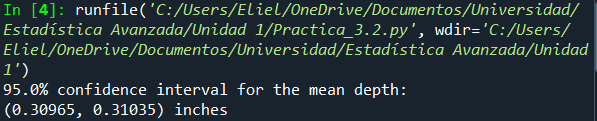 In [4]: runfile('C:/Users/Eliel/OneDrive/Documentos/Universidad/
Estadística Avanzada/Unidad 1/Practica_3.2.py', wdir='C:/Users/
Eliel/OneDrive/Documentos/Universidad/Estadística Avanzada/Unidad
1')
95.0% confidence interval for the mean depth:
(0.30965, 0.31035) inches